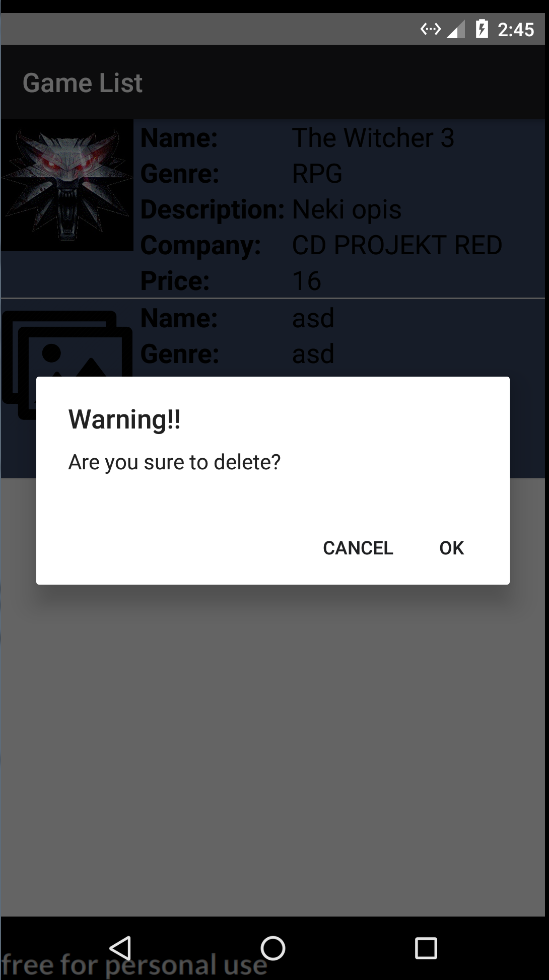 2:45
Game List
Name: The Witcher 3
Genre: RPG
Description: Neki opis
Company: CD PROJEKT RED
Price: 16
Name: asd
Genre: asd
Warning!!
Are you sure to delete?
CANCEL OK
free for personal use